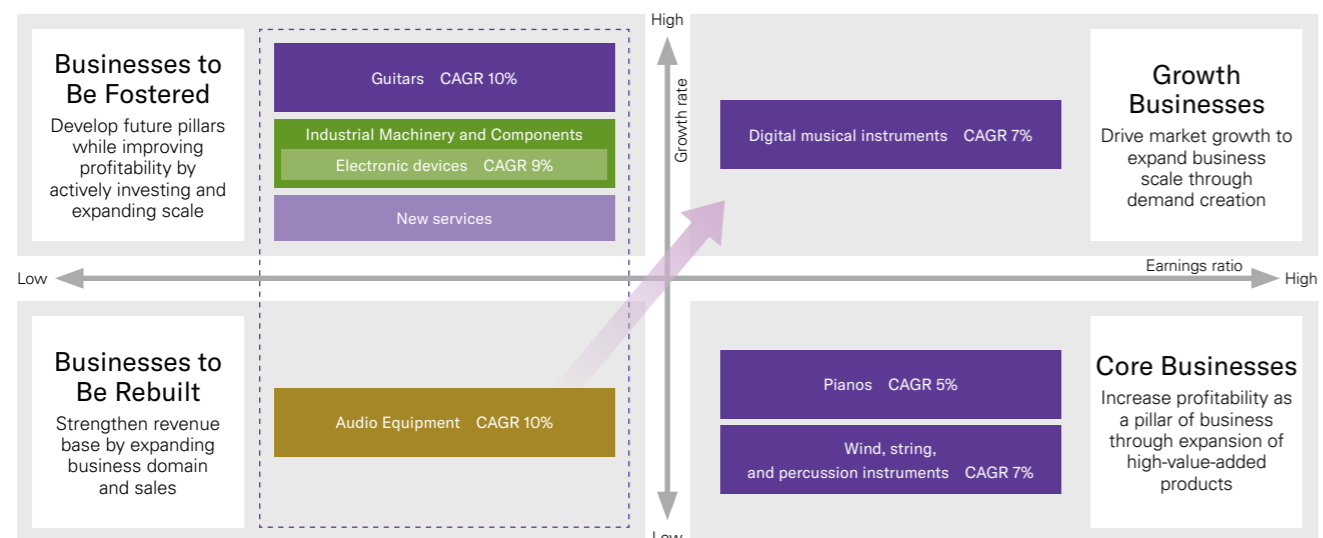 High
Businesses to
Be Fostered
Develop future pillars
while improving
profitability by
actively investing and
expanding scale
Guitars CAGR 10%
Industrial Machinery and Components
Electronic devices CAGR 9%
New services
Growth rate
Digital musical instruments CAGR 7%
Growth
Businesses
Drive market growth to
expand business
scale through
demand creation
Low
Earnings ratio
High
Businesses to
Be Rebuilt
Strengthen revenue
base by expanding
business domain
and sales
Audio Equipment CAGR 10%
Pianos CAGR 5%
Wind, string,
and percussion instruments CAGR 7%
Core Businesses
Increase profitability as
a pillar of business
through expansion of
high-value-added
products
Low